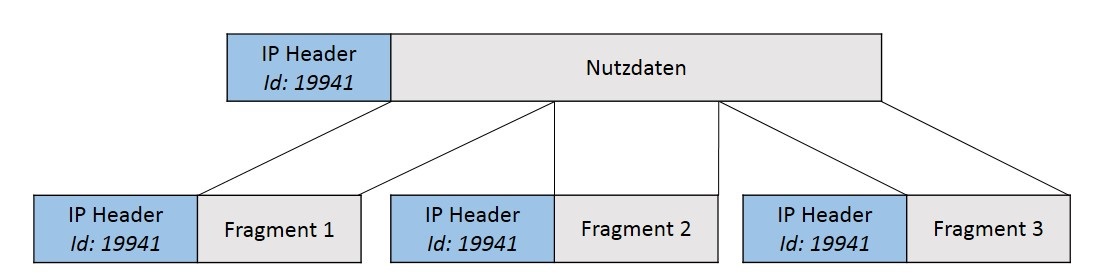 IP Header
Id: 19941
Nutzdaten
IP Header
Id: 19941
Fragment 1
IP Header
Id: 19941
Fragment 2
IP Header
Id: 19941
Fragment 3